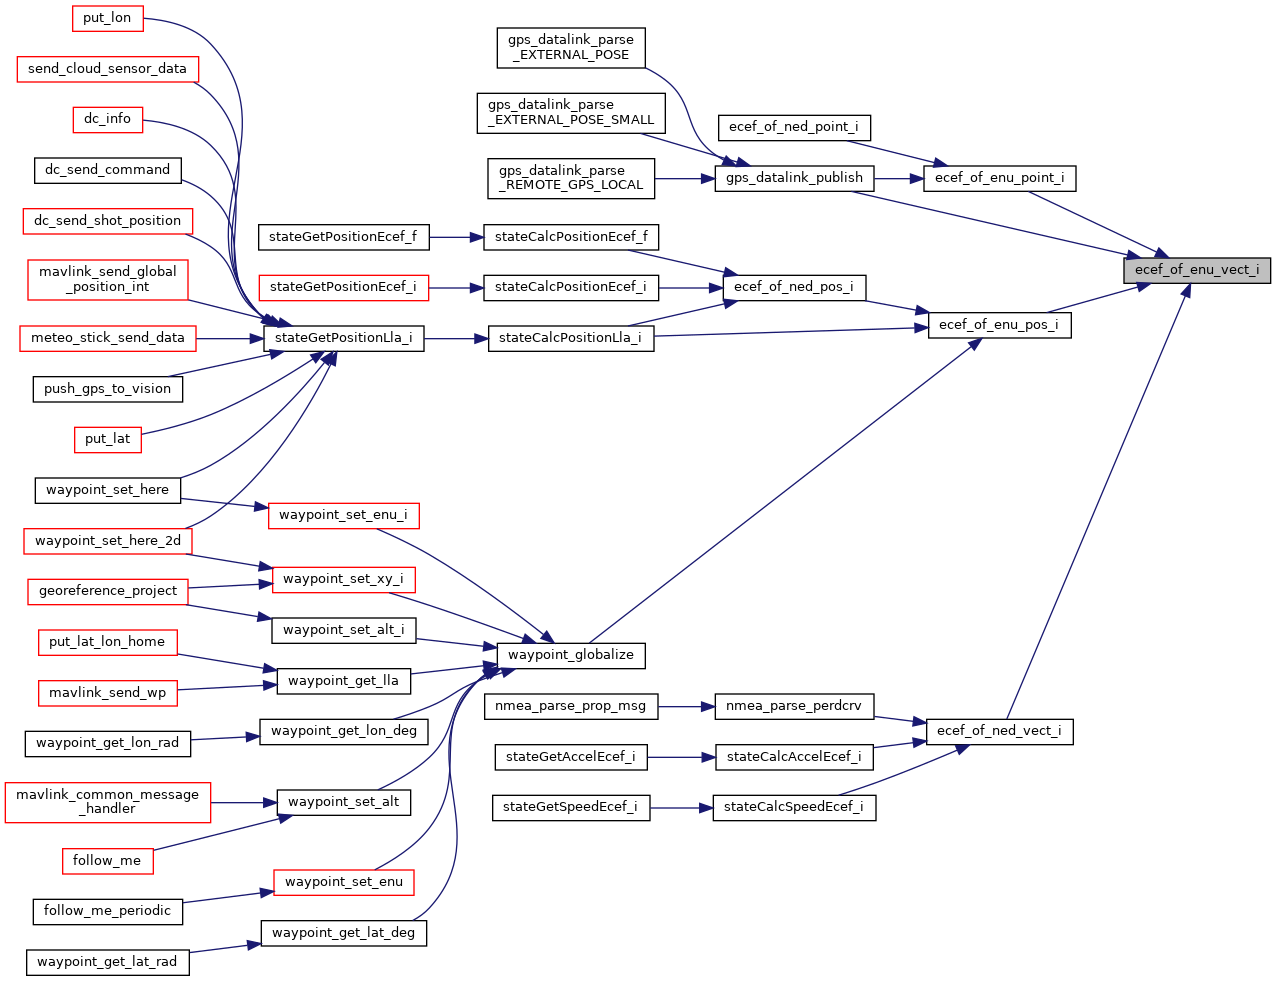 put_lon
send_cloud_sensor_data
dc_info
dc_send_command
dc_send_shot_position
mavlink_send_global
_position_int
meteo_stick_send_data
push_gps_to_vision
put_lat
waypoint_set_here
waypoint_set_here_2d
georeference_project
put_lat_lon_home
mavlink_send_wp
waypoint_get_lon_rad
mavlink_common_message
_handler
follow_me
follow_me_periodic
waypoint_get_lat_rad
stateGetPositionEcef_f
stateGetPositionEcef_i
stateGetPositionLla_i
waypoint_set_enu_i
waypoint_set_xy_i
waypoint_set_alt_i
waypoint_get_lla
waypoint_get_lon_deg
waypoint_set_alt
waypoint_set_enu
waypoint_get_lat_deg
gps_datalink_parse
_EXTERNAL_POSE
gps_datalink_parse
_EXTERNAL_POSE_SMALL
gps_datalink_parse
_REMOTE_GPS_LOCAL
stateCalcPositionEcef_f
stateCalcPositionEcef_i
stateCalcPositionLla_i
waypoint_globalize
nmea_parse_prop_msg
stateGetAccelEcef_i
stateGetSpeedEcef_i
ecef_of_ned_point_i
gps_datalink_publish
ecef_of_ned_pos_i
nmea_parse_perdcrv
stateCalcAccelEcef_i
stateCalcSpeedEcef_i
ecef_of_enu_point_i
ecef_of_enu_pos_i
ecef_of_ned_vect_i
ecef_of_enu_vect_i